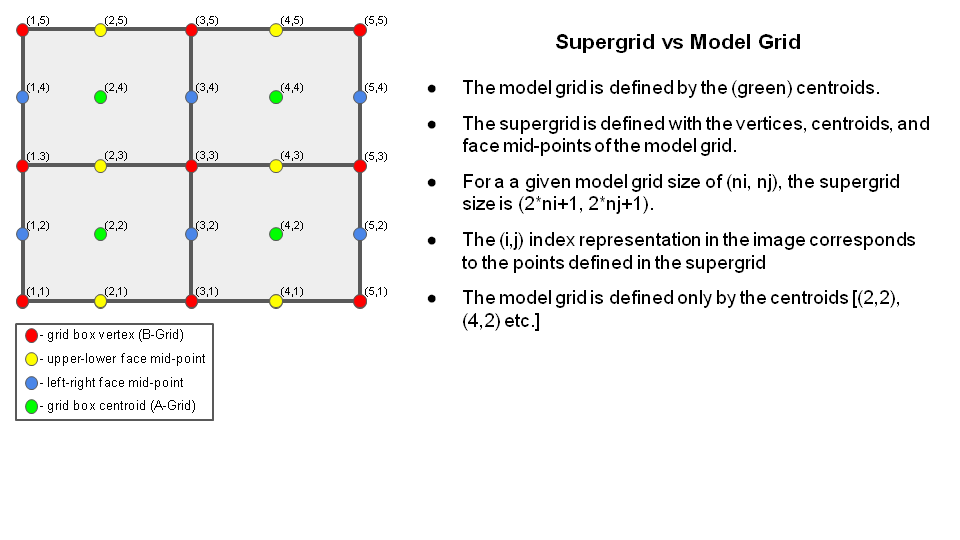 (1,5) (2,5) (3,5) (4,5) (5,5)
(1,4) (2,4) (3,4) (4,4) (5,4)
(1.3) (2,3) (3,3) (4,3) (5,3)
(1,2) (2,2) (3,2) (4,2) (5,2)
(1,1) (2,1) (3,1) (4,1) (5,1)
- grid box vertex (B-Grid)
- upper-lower face mid-point
- left-right face mid-point
- grid box centroid (A-Grid)
Supergrid vs Model Grid
● The model grid is defined by the (green) centroids.
● The supergrid is defined with the vertices, centroids, and
face mid-points of the model grid.
● For a a given model grid size of (ni, nj), the supergrid
size is (2*ni+1, 2*nj+1).
● The (i,j) index representation in the image corresponds
to the points defined in the supergrid
● The model grid is defined only by the centroids [(2,2),
(4,2) etc.]